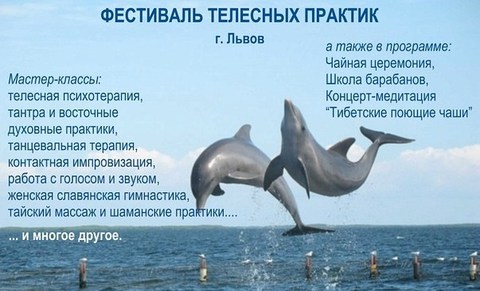 ФЕСТИВАЛЬ ТЕЛЕСНЫХ ПРАКТИК
г. Львов
Мастер-классы:
телесная психотерапия,
тантра и восточные
духовные практики,
танцевальная терапия,
контактная импровизация,
работа с голосом и звуком,
женская славянская гимнастика,
тайский массаж и шаманские практики....
... и многое другое.
а также в программе:
Чайная церемония,
Школа барабанов,
Концерт-медитация
“Тибетские поющие чаши”